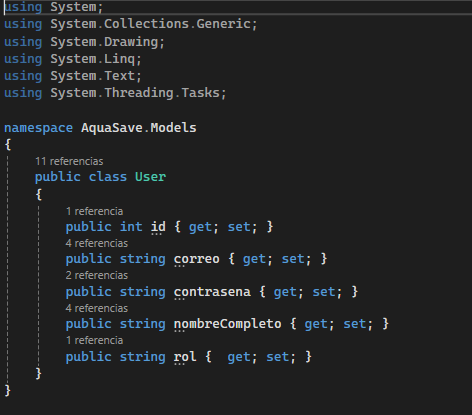 using System;
using System.Collections.Generic;
using System.Drawing;
using System.Linq;
using System.Text;
using System.Threading.Tasks;

namespace AquaSave.Models
{
    11 referencias
    public class User
    {
        1 referencia
        public int id { get; set; }
        4 referencias
        public string correo { get; set; }
        2 referencias
        public string contrasena { get; set; }
        4 referencias
        public string nombreCompleto { get; set; }
        1 referencia
        public string rol {  get; set; }
    }
}